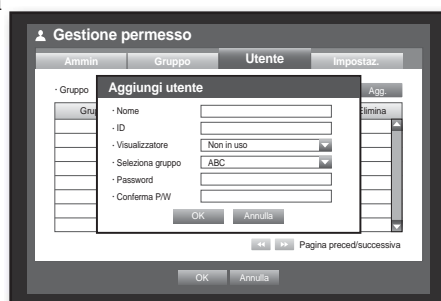 Gestione permesso
Ammin Gruppo Utente Impostaz.
· Gruppo Agg.
Aggiungi utente
Elimina
· Nome
· ID
· Visualizzatore Non in uso
· Seleziona gruppo ABC
· Password
· Conferma P/W
OK Annulla
Pagina preced/successiva
OK Annulla